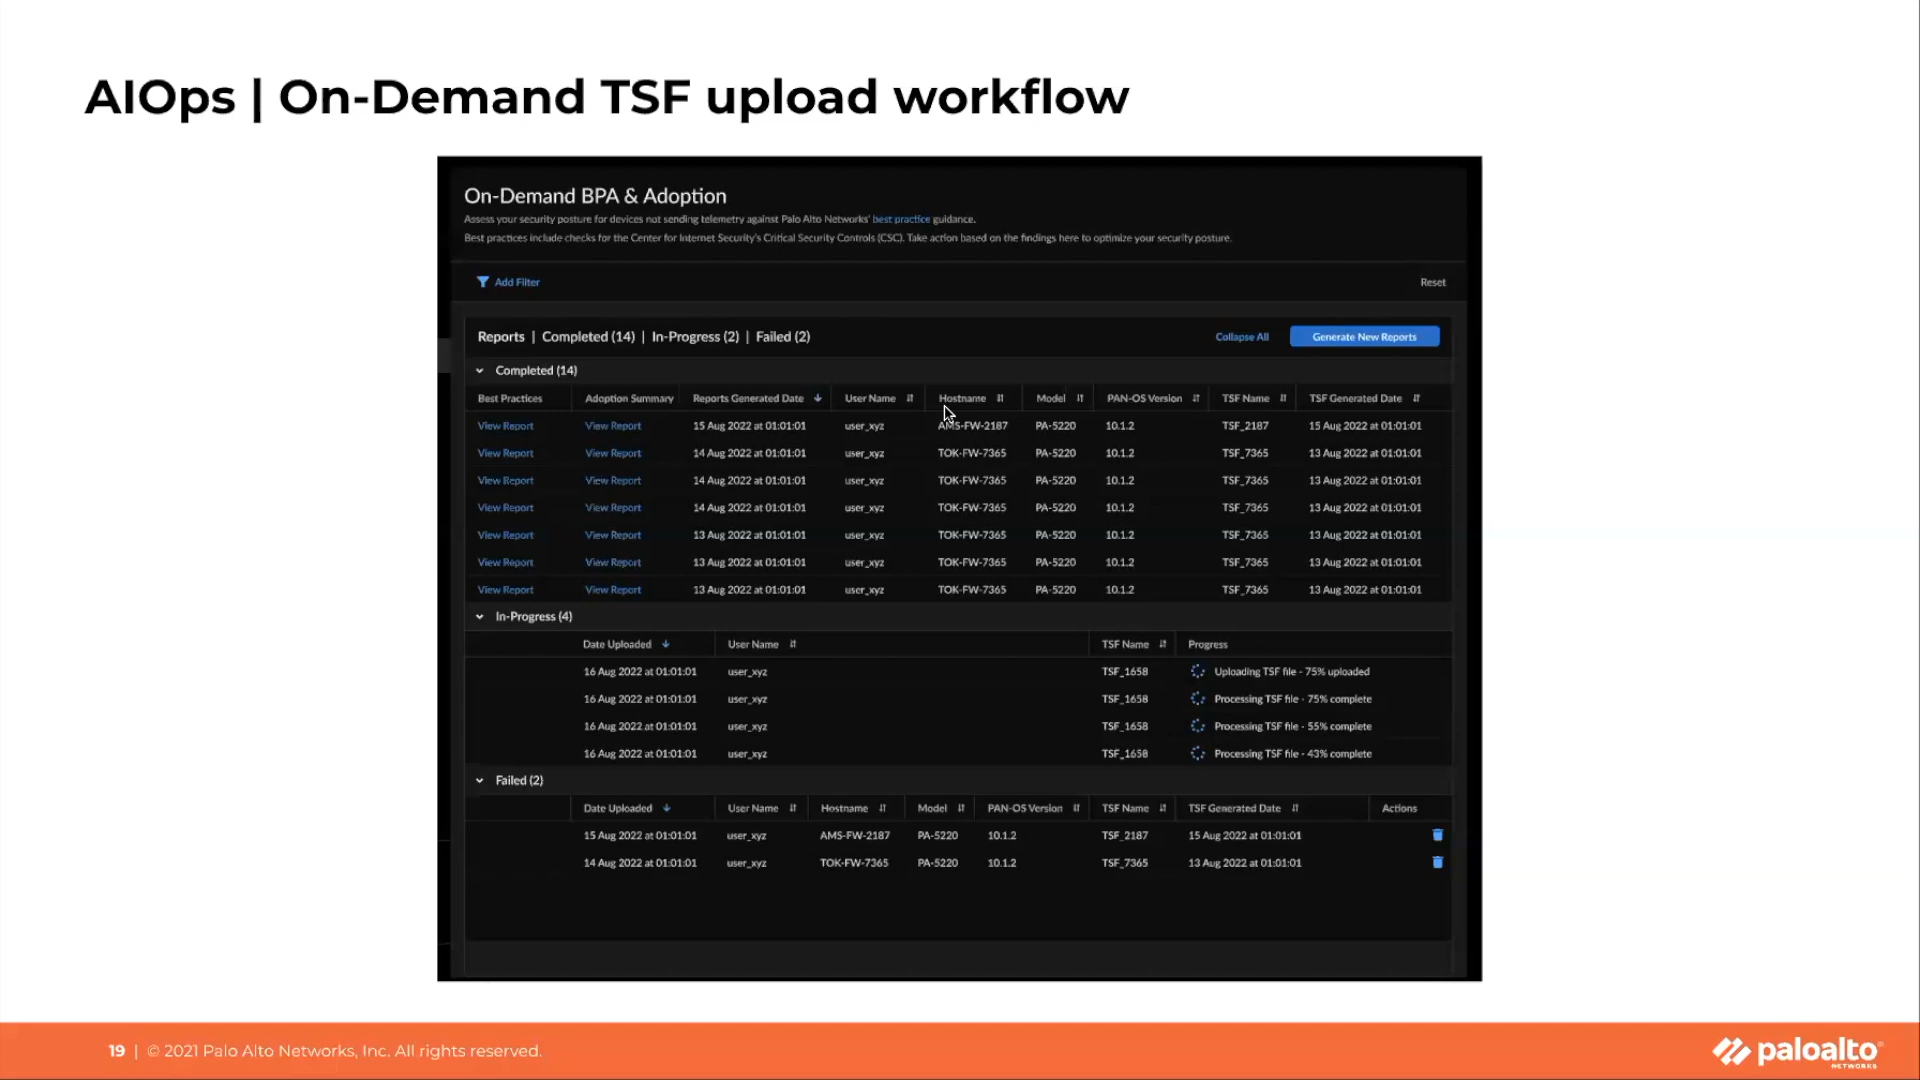 AIOps | On-Demand TSF upload workflow
On-Demand BPA & Adoption
Assess your security posture for devices not sending telemetry against Palo Alto Networks' best practice guidance.
Best practices include checks for the Center for Internet Security's Critical Security Controls (CSC). Take action based on the findings here to optimize your security posture.
Add Filter Reset
Reports | Completed (14) | In-Progress (2) | Failed (2) Collapse All Generate New Reports
Completed (14)
Best Practices Adoption Summary Reports Generated Date User Name Hostname Model PAN-OS Version TSF Name TSF Generated Date
View Report View Report 15 Aug 2022 at 01:01:01 user_xyz AMS-FW-2187 PA-5220 10.1.2 TSF_2187 15 Aug 2022 at 01:01:01
View Report View Report 14 Aug 2022 at 01:01:01 user_xyz TOK-FW-7365 PA-5220 10.1.2 TSF_7365 13 Aug 2022 at 01:01:01
View Report View Report 14 Aug 2022 at 01:01:01 user_xyz TOK-FW-7365 PA-5220 10.1.2 TSF_7365 13 Aug 2022 at 01:01:01
View Report View Report 14 Aug 2022 at 01:01:01 user_xyz TOK-FW-7365 PA-5220 10.1.2 TSF_7365 13 Aug 2022 at 01:01:01
View Report View Report 13 Aug 2022 at 01:01:01 user_xyz TOK-FW-7365 PA-5220 10.1.2 TSF_7365 13 Aug 2022 at 01:01:01
View Report View Report 13 Aug 2022 at 01:01:01 user_xyz TOK-FW-7365 PA-5220 10.1.2 TSF_7365 13 Aug 2022 at 01:01:01
View Report View Report 13 Aug 2022 at 01:01:01 user_xyz TOK-FW-7365 PA-5220 10.1.2 TSF_7365 13 Aug 2022 at 01:01:01
In-Progress (4)
Date Uploaded User Name TSF Name Progress
16 Aug 2022 at 01:01:01 user_xyz TSF_1658 Uploading TSF file - 75% uploaded
16 Aug 2022 at 01:01:01 user_xyz TSF_1658 Processing TSF file - 75% complete
16 Aug 2022 at 01:01:01 user_xyz TSF_1658 Processing TSF file - 55% complete
16 Aug 2022 at 01:01:01 user_xyz TSF_1658 Processing TSF file - 43% complete
Failed (2)
Date Uploaded User Name Hostname Model PAN-OS Version TSF Name TSF Generated Date Actions
15 Aug 2022 at 01:01:01 user_xyz AMS-FW-2187 PA-5220 10.1.2 TSF_2187 15 Aug 2022 at 01:01:01
14 Aug 2022 at 01:01:01 user_xyz TOK-FW-7365 PA-5220 10.1.2 TSF_7365 13 Aug 2022 at 01:01:01
19 | © 2021 Palo Alto Networks, Inc. All rights reserved.
paloalto
NETWORKS